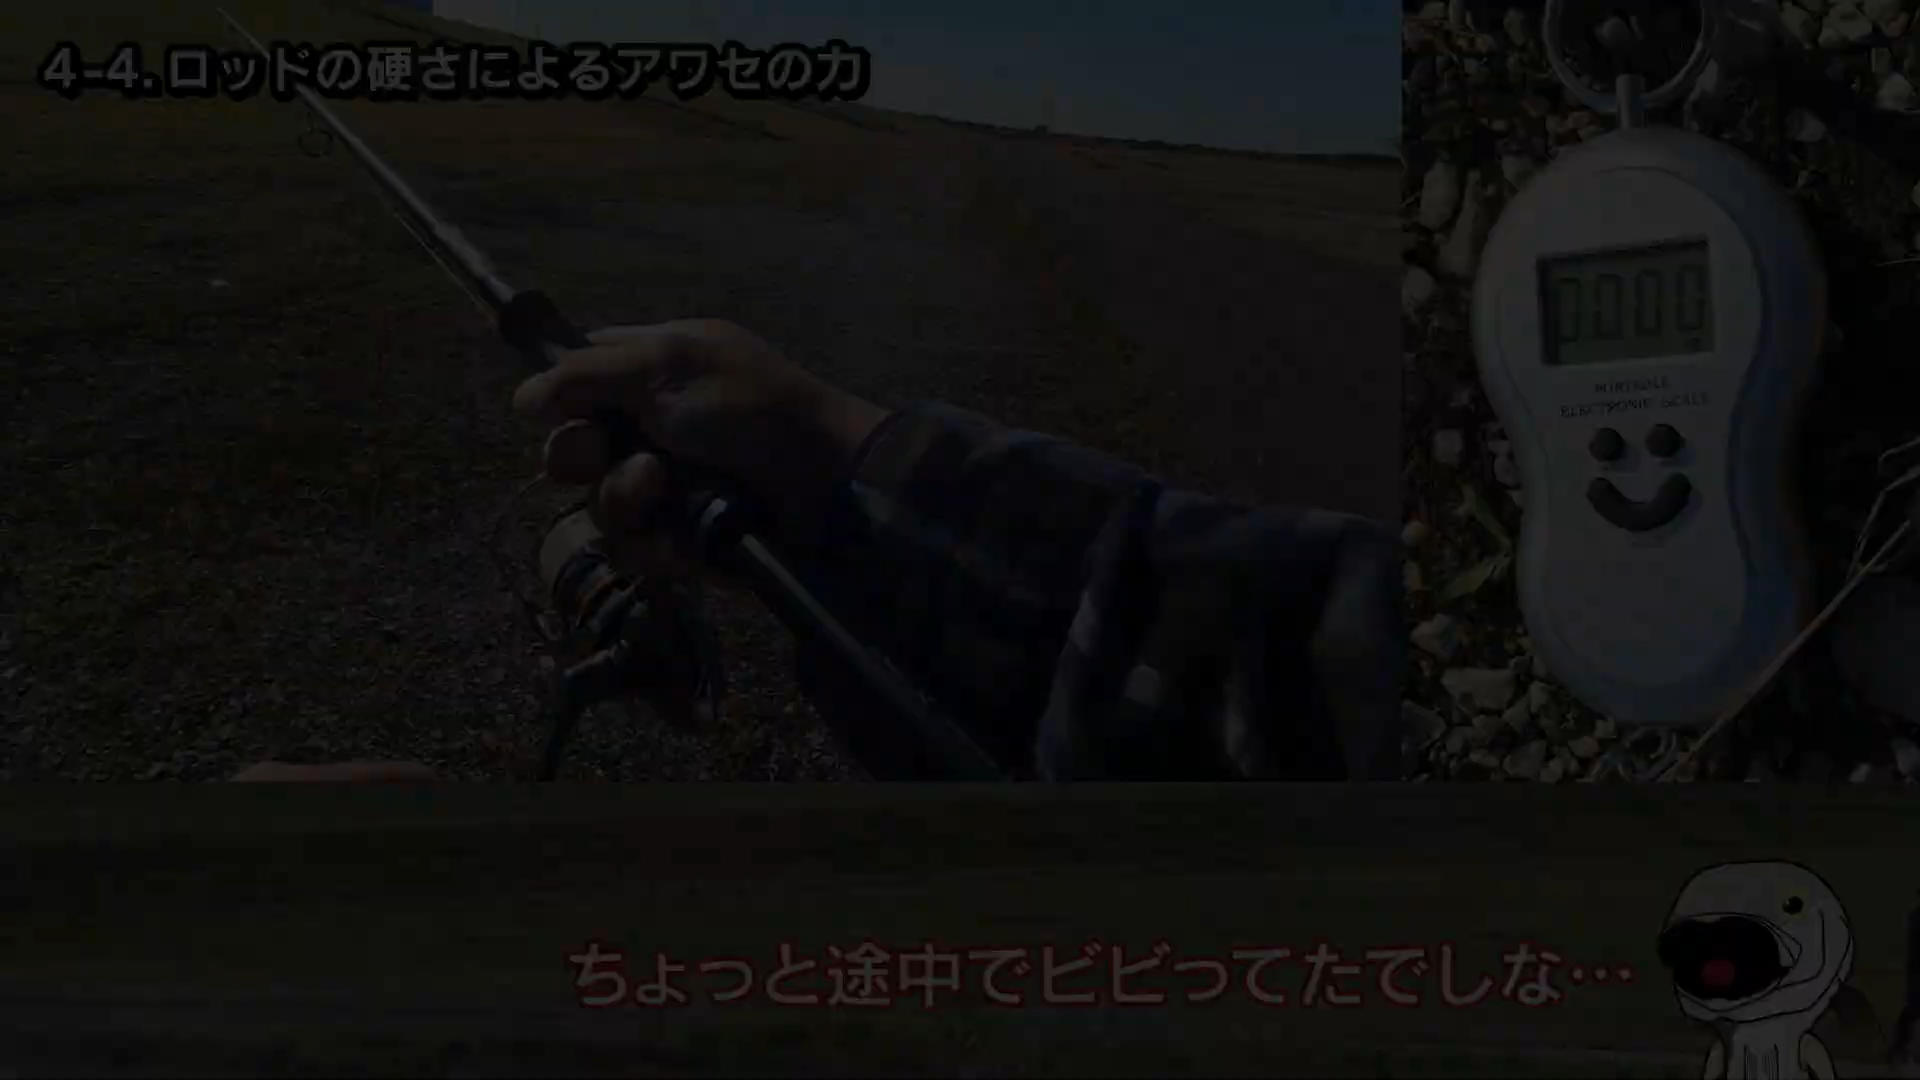 4-4.ロッドの硬さによるアワセの力
0.000
PORTABLE
ELECTRONIC SCALE
ちょっと途中でビビってたでしな…